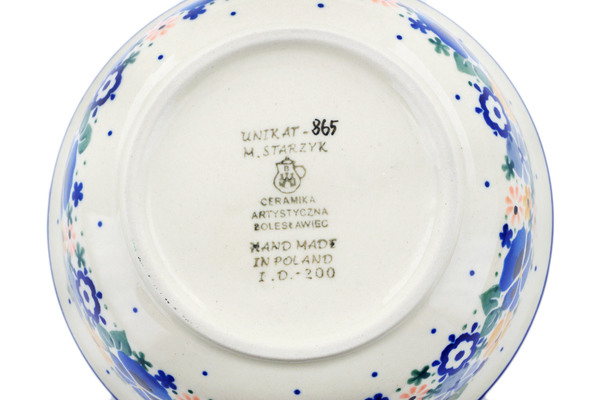 UNIKAT-865
M. STARZYK
CERAMIKA
ARTYSTYCZNA
BOLESŁAWIEC
HAND MADE
IN POLAND
I.D.-200